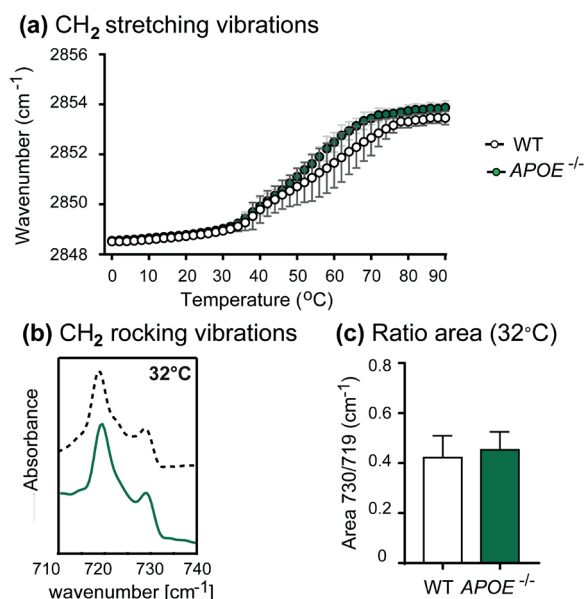 (a) CH₂ stretching vibrations
Wavenumber (cm⁻¹)
2856
2854
2852
2850
2848
0 10 20 30 40 50 60 70 80 90
Temperature (°C)
WT
APOE ⁻/⁻
(b) CH₂ rocking vibrations
32°C
Absorbance
710 720 730 740
wavenumber [cm⁻¹]
(c) Ratio area (32°C)
Area 730/719 (cm⁻¹)
0.8
0.6
0.4
0.2
0
WT APOE ⁻/⁻